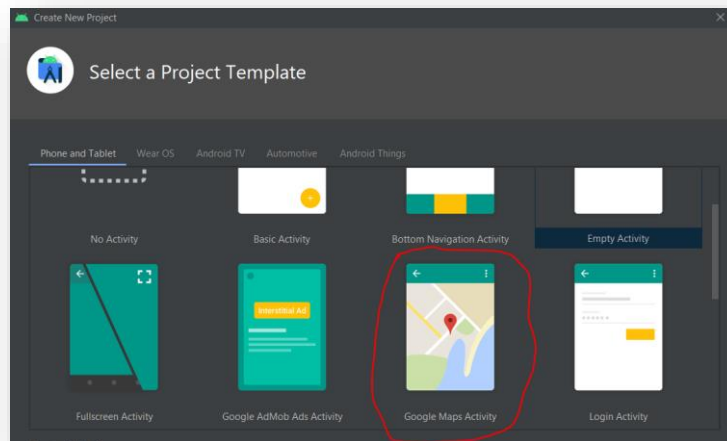 Create New Project
Select a Project Template
Phone and Tablet Wear OS Android TV Automotive Android Things
No Activity Basic Activity Bottom Navigation Activity Empty Activity
Interstitial Ad
Fullscreen Activity Google AdMob Ads Activity Google Maps Activity Login Activity